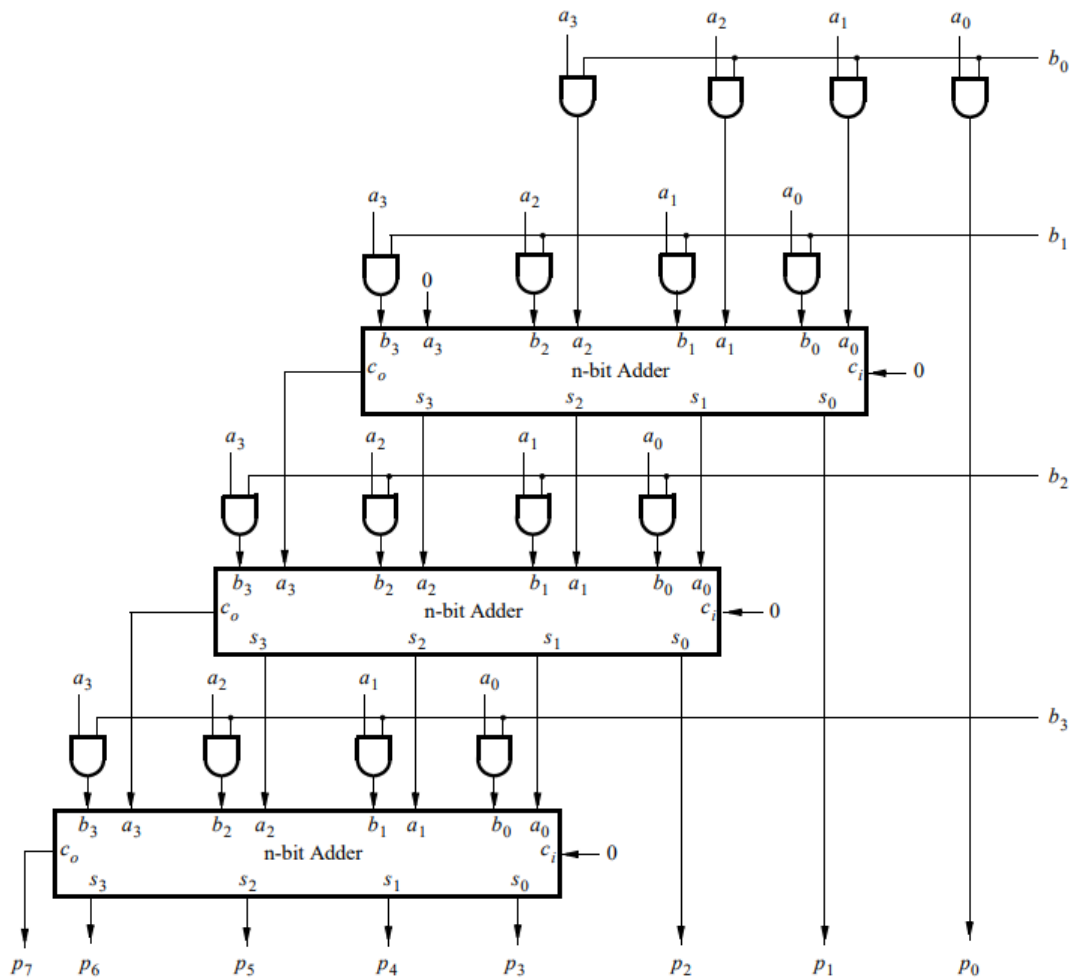 a3 a2 a1 a0
b0
a3 a2 a1 a0
b1
0
b3 a3 b2 a2 b1 a1 b0 a0
co n-bit Adder ci 0
s3 s2 s1 s0
a3 a2 a1 a0
b2
b3 a3 b2 a2 b1 a1 b0 a0
co n-bit Adder ci 0
s3 s2 s1 s0
a3 a2 a1 a0
b3
b3 a3 b2 a2 b1 a1 b0 a0
co n-bit Adder ci 0
s3 s2 s1 s0
p7 p6 p5 p4 p3 p2 p1 p0